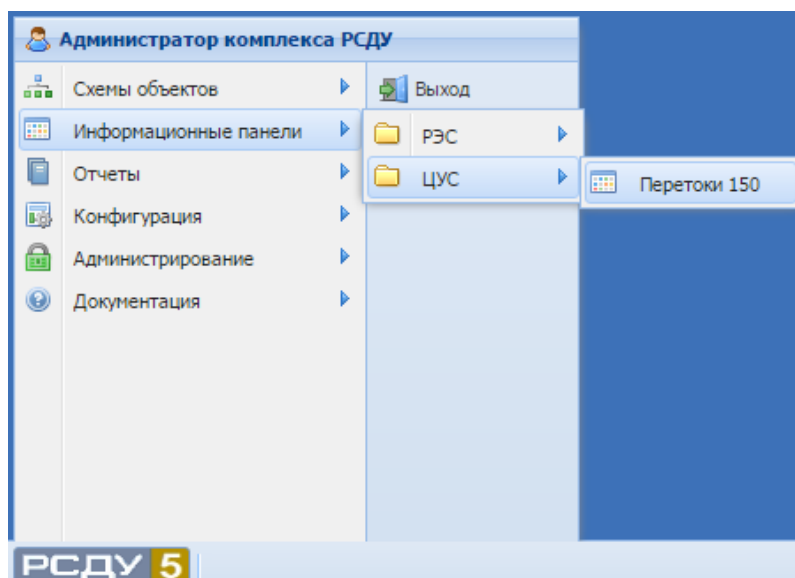 Администратор комплекса РСДУ
Схемы объектов
Выход
Информационные панели
РЭС
Отчеты
ЦУС
Перетоки 150
Конфигурация
Администрирование
Документация
РСДУ 5